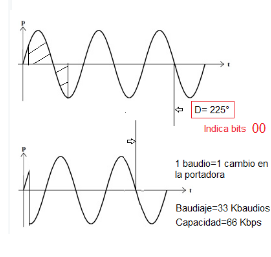 P
t
D= 225°
Indica bits 00
P
t
1 baudio=1 cambio en
la portadora
Baudiaje=33 Kbaudios
Capacidad=66 Kbps